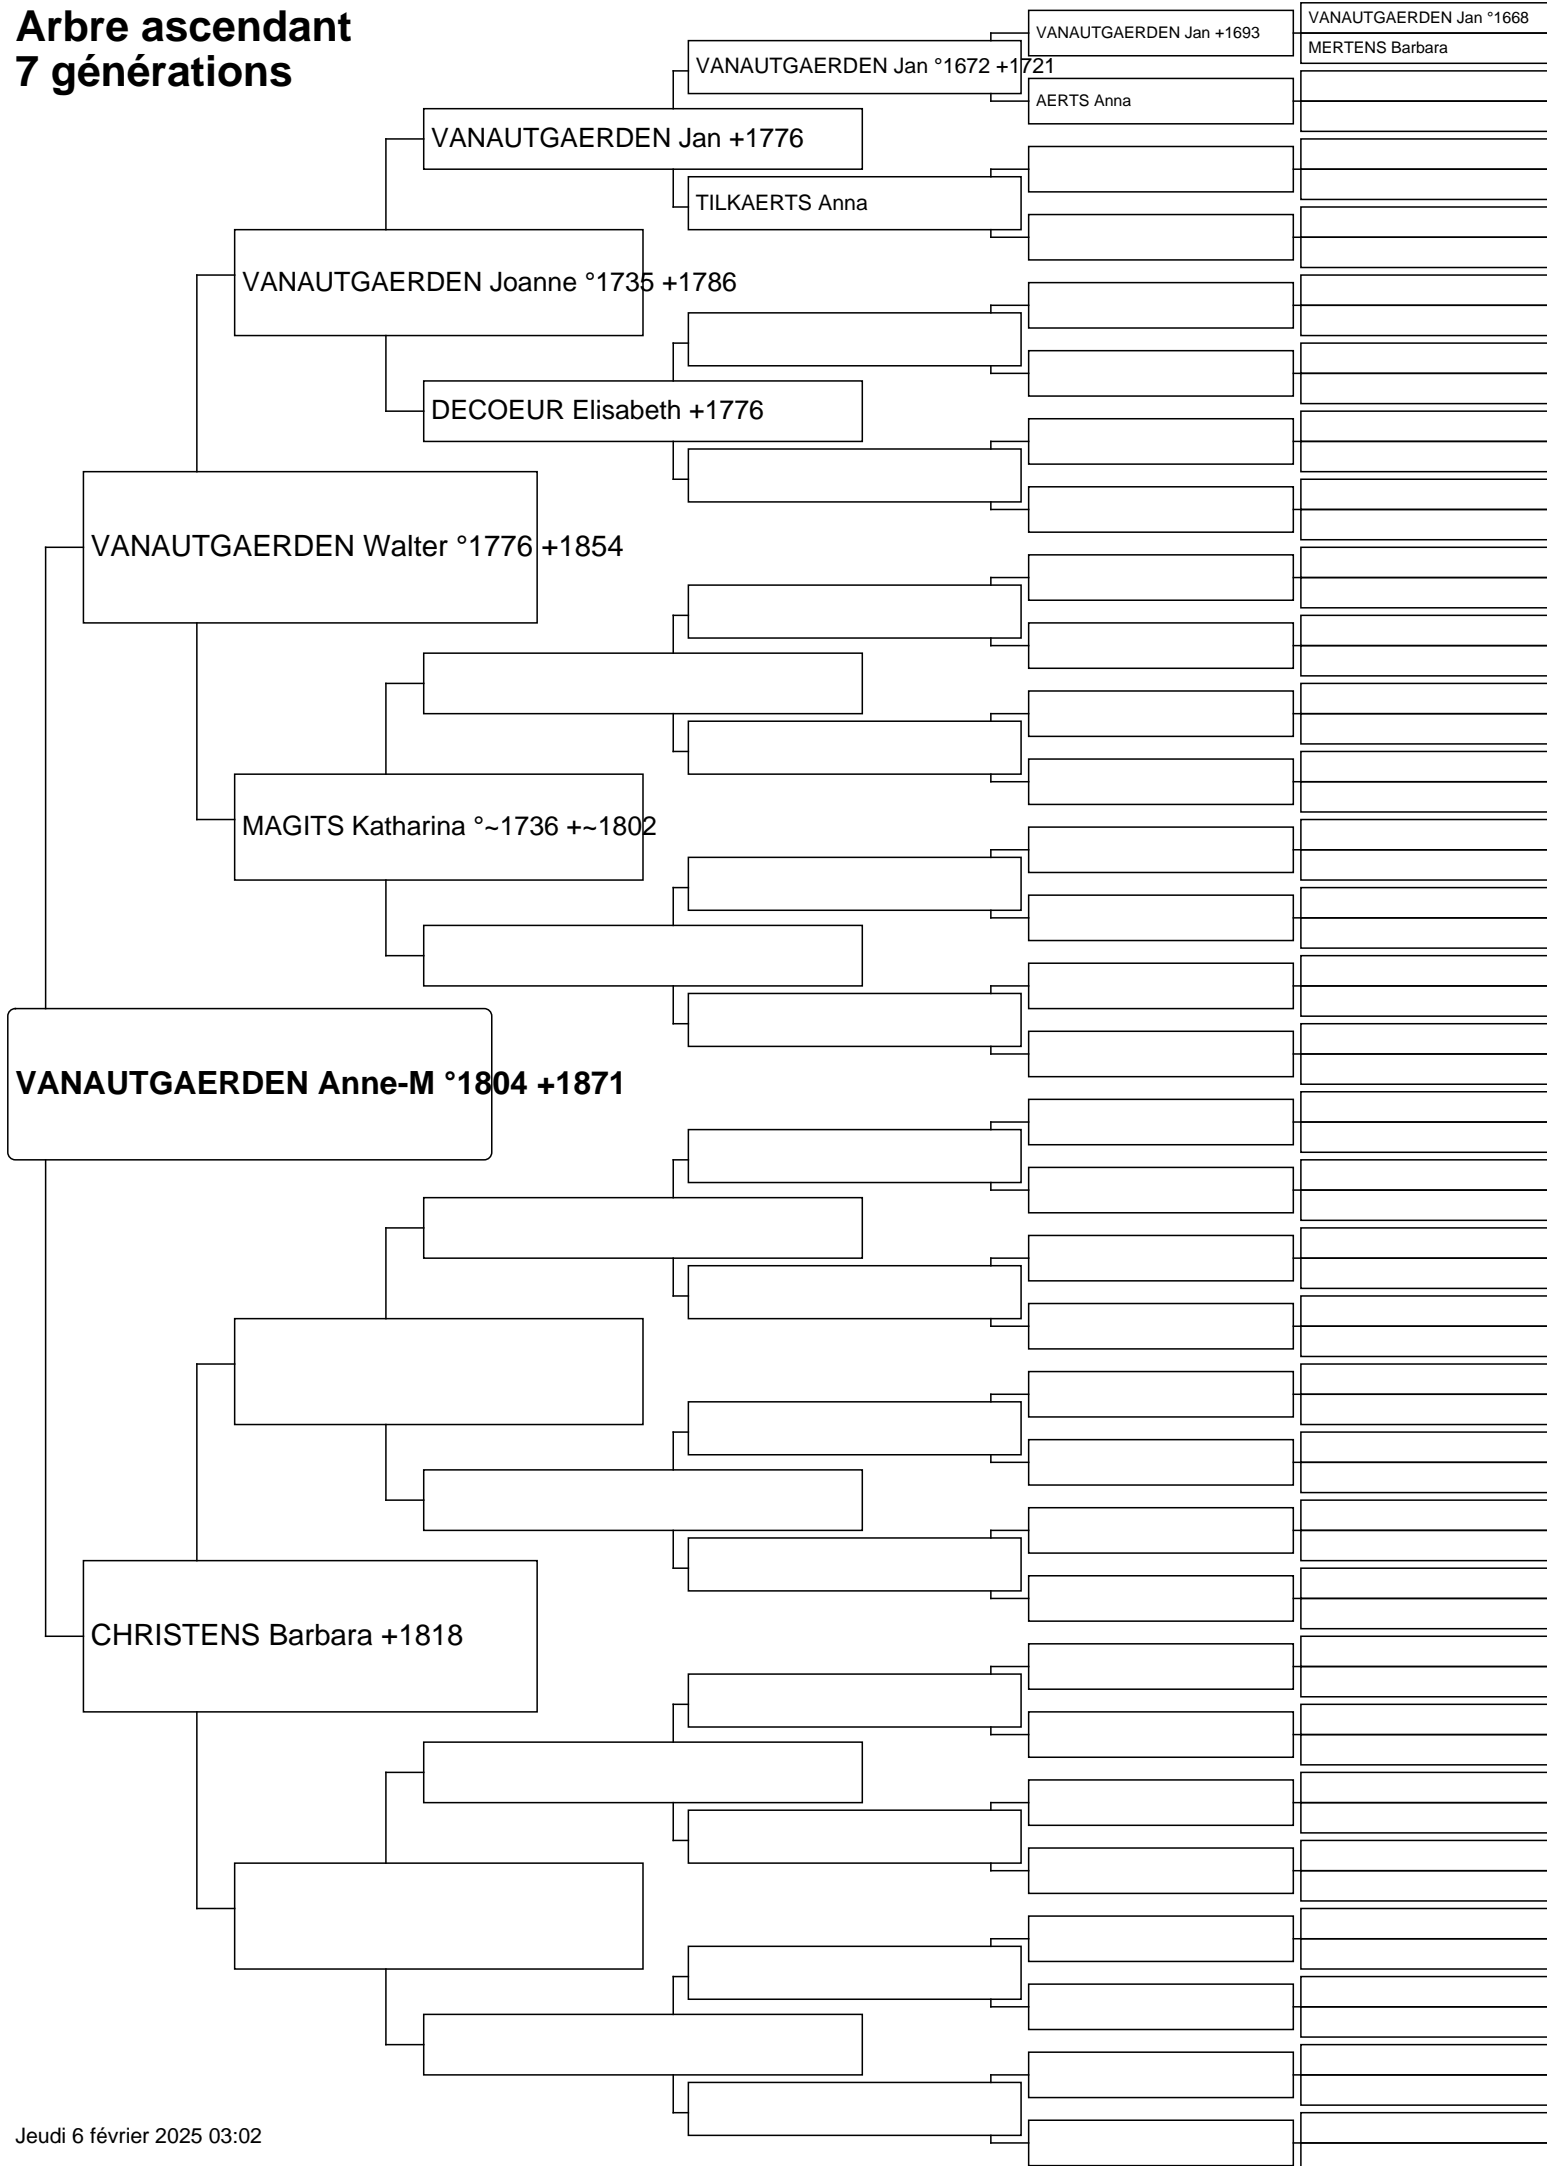 Arbre ascendant
7 générations
VANAUTGAERDEN Jan °1668
MERTENS Barbara
VANAUTGAERDEN Jan +1693
VANAUTGAERDEN Jan °1672 +1721
AERTS Anna
VANAUTGAERDEN Jan +1776
TILKAERTS Anna
VANAUTGAERDEN Joanne °1735 +1786
DECOEUR Elisabeth +1776
VANAUTGAERDEN Walter °1776 +1854
MAGITS Katharina °~1736 +~1802
VANAUTGAERDEN Anne-M °1804 +1871
CHRISTENS Barbara +1818
Jeudi 6 février 2025 03:02